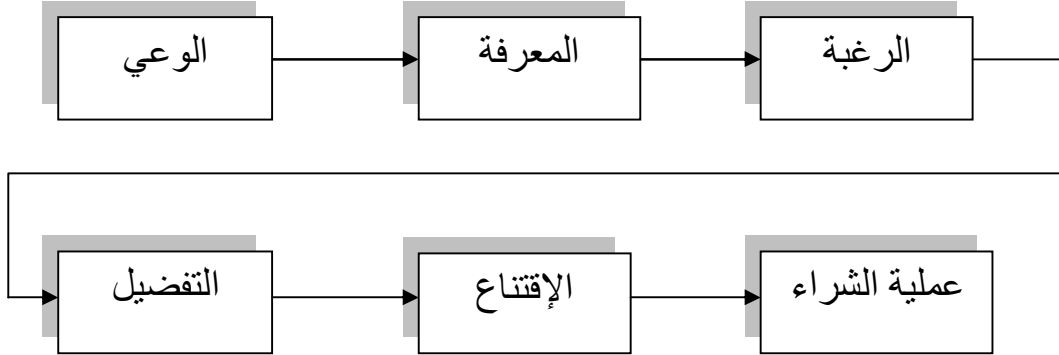 الوعي
المعرفة
الرغبة
التفضيل
الإقتناع
عملية الشراء